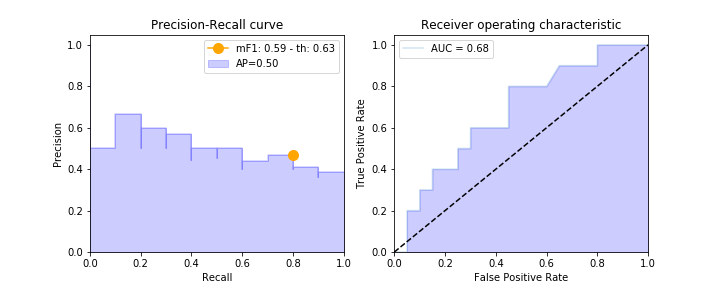 Precision-Recall curve
mF1: 0.59 - th: 0.63
AP=0.50
Precision
1.0
0.8
0.6
0.4
0.2
0.0
0.0 0.2 0.4 0.6 0.8 1.0
Recall
Receiver operating characteristic
AUC = 0.68
True Positive Rate
1.0
0.8
0.6
0.4
0.2
0.0
0.0 0.2 0.4 0.6 0.8 1.0
False Positive Rate